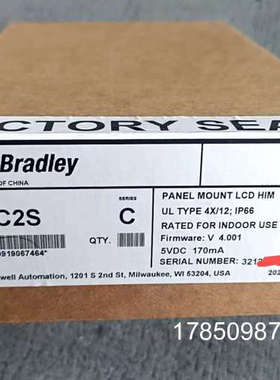 CTORY SE
Bradley
OF CHINA
C2S
SERIES
C
QTY.
0919067464*
PANEL MOUNT LCD HIM
UL TYPE 4X/12; IP66
RATED FOR INDOOR USE
Firmware: V 4.001
5VDC 170mA
SERIAL NUMBER: 321
well Automation, 1201 S 2nd St, Milwaukee, WI 53204, USA
202
17850987